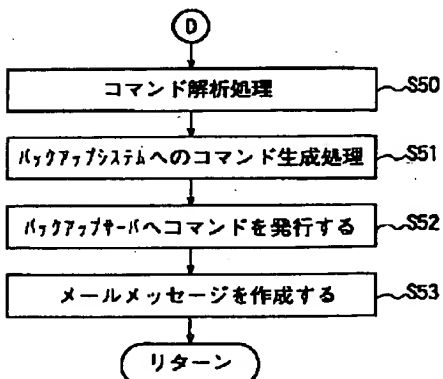 D
コマンド解析処理
S50
バックアップシステムへのコマンド生成処理
S51
バックアップサーバへコマンドを発行する
S52
メールメッセージを作成する
S53
リターン